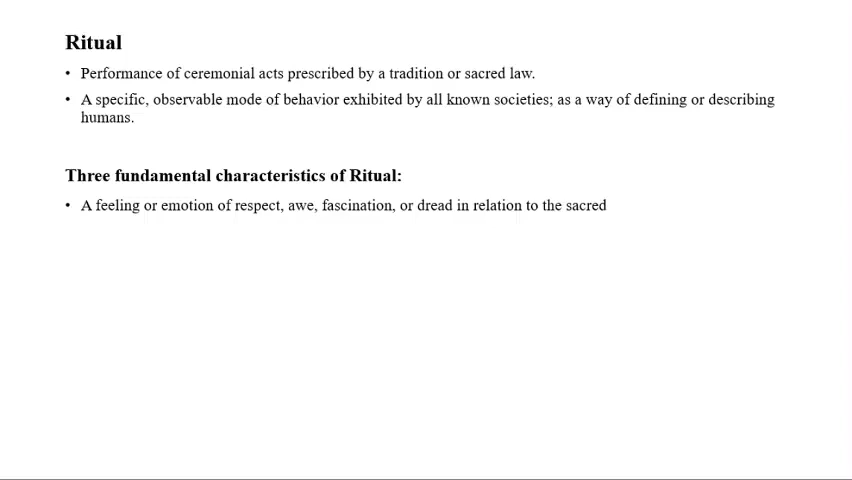 Ritual
• Performance of ceremonial acts prescribed by a tradition or sacred law.
• A specific, observable mode of behavior exhibited by all known societies; as a way of defining or describing
humans.
Three fundamental characteristics of Ritual:
• A feeling or emotion of respect, awe, fascination, or dread in relation to the sacred